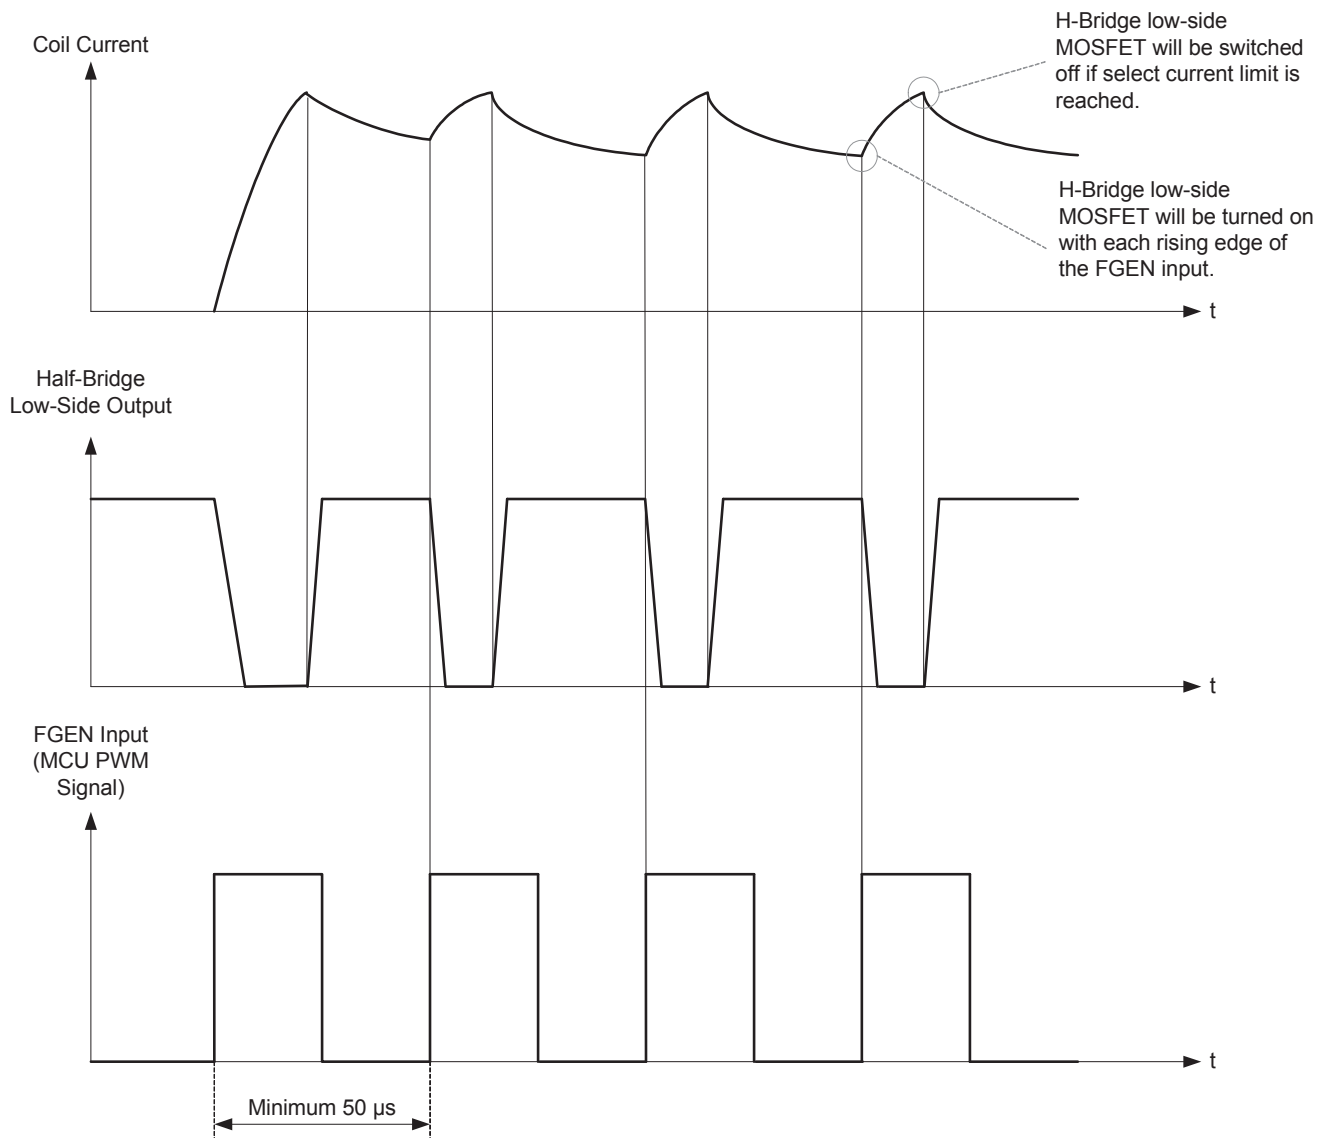 Coil Current
H-Bridge low-side
MOSFET will be switched
off if select current limit is
reached.
H-Bridge low-side
MOSFET will be turned on
with each rising edge of
the FGEN input.
t
Half-Bridge
Low-Side Output
t
FGEN Input
(MCU PWM
Signal)
t
Minimum 50 µs